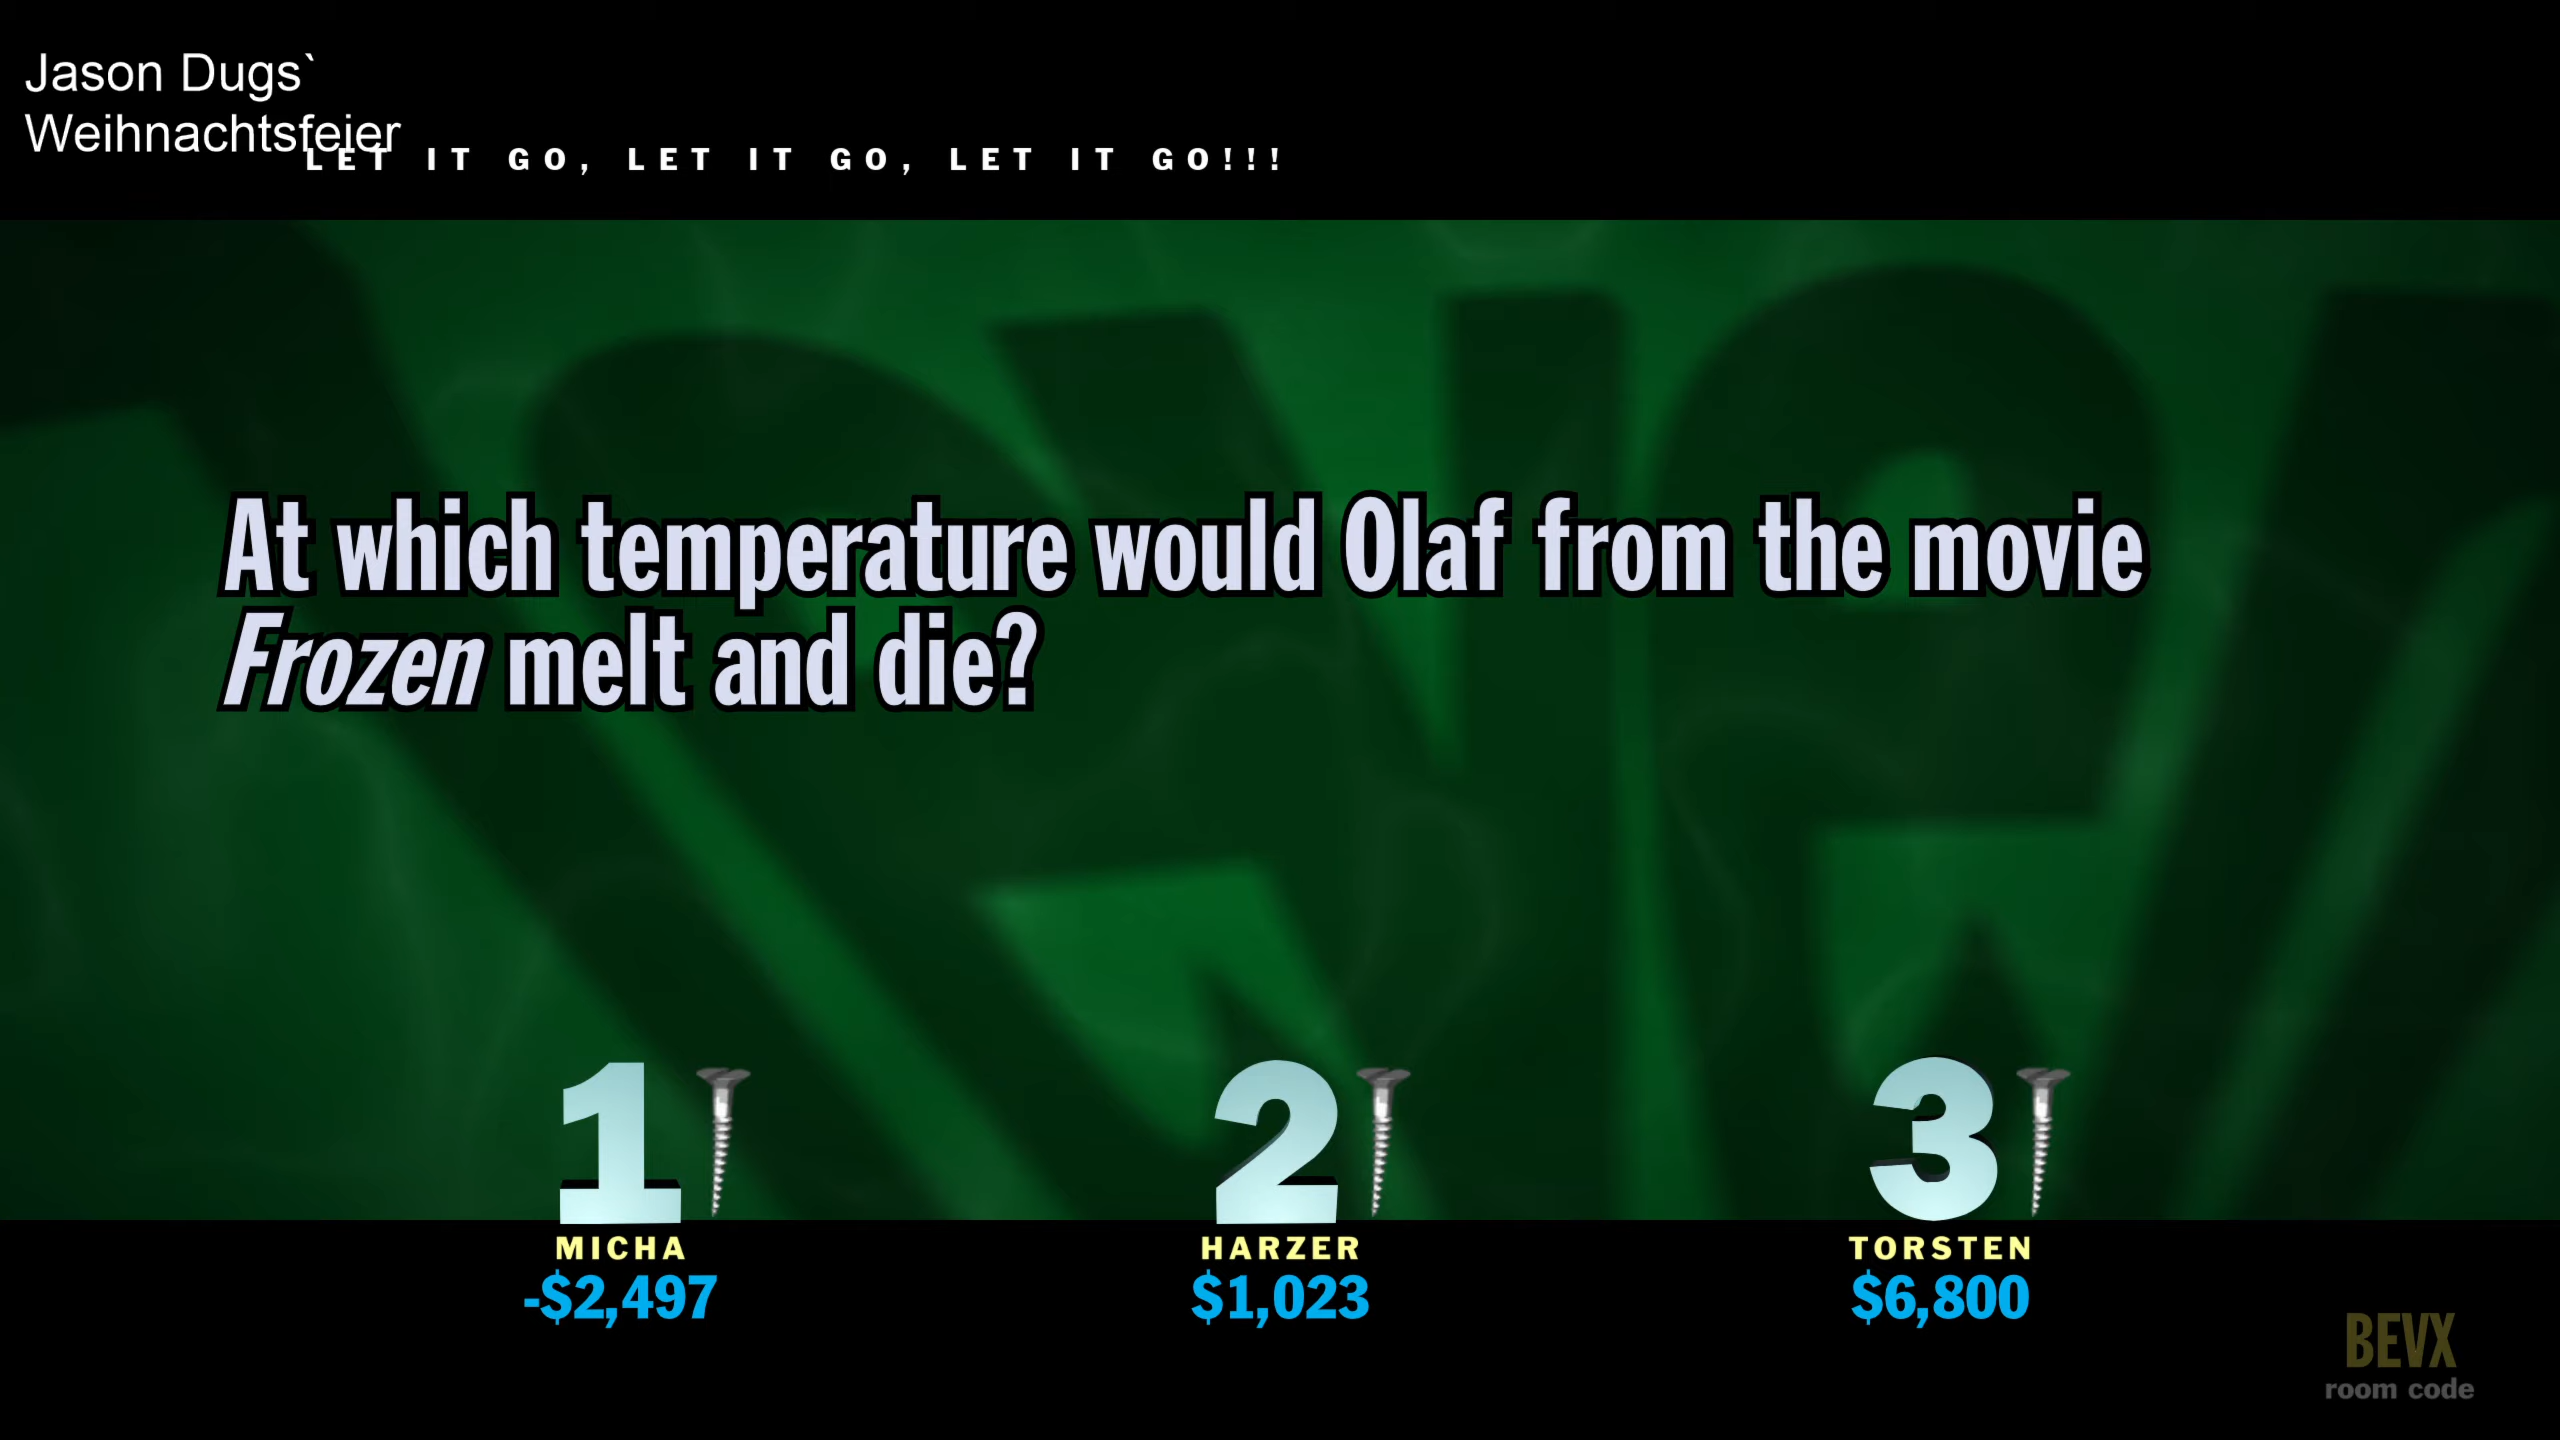 Jason Dugs`
Weihnachtsfeier
LET IT GO, LET IT GO, LET IT GO!!!
At which temperature would Olaf from the movie
Frozen melt and die?
1
MICHA
-$2,497
2
HARZER
$1,023
3
TORSTEN
$6,800
BEVX
room code